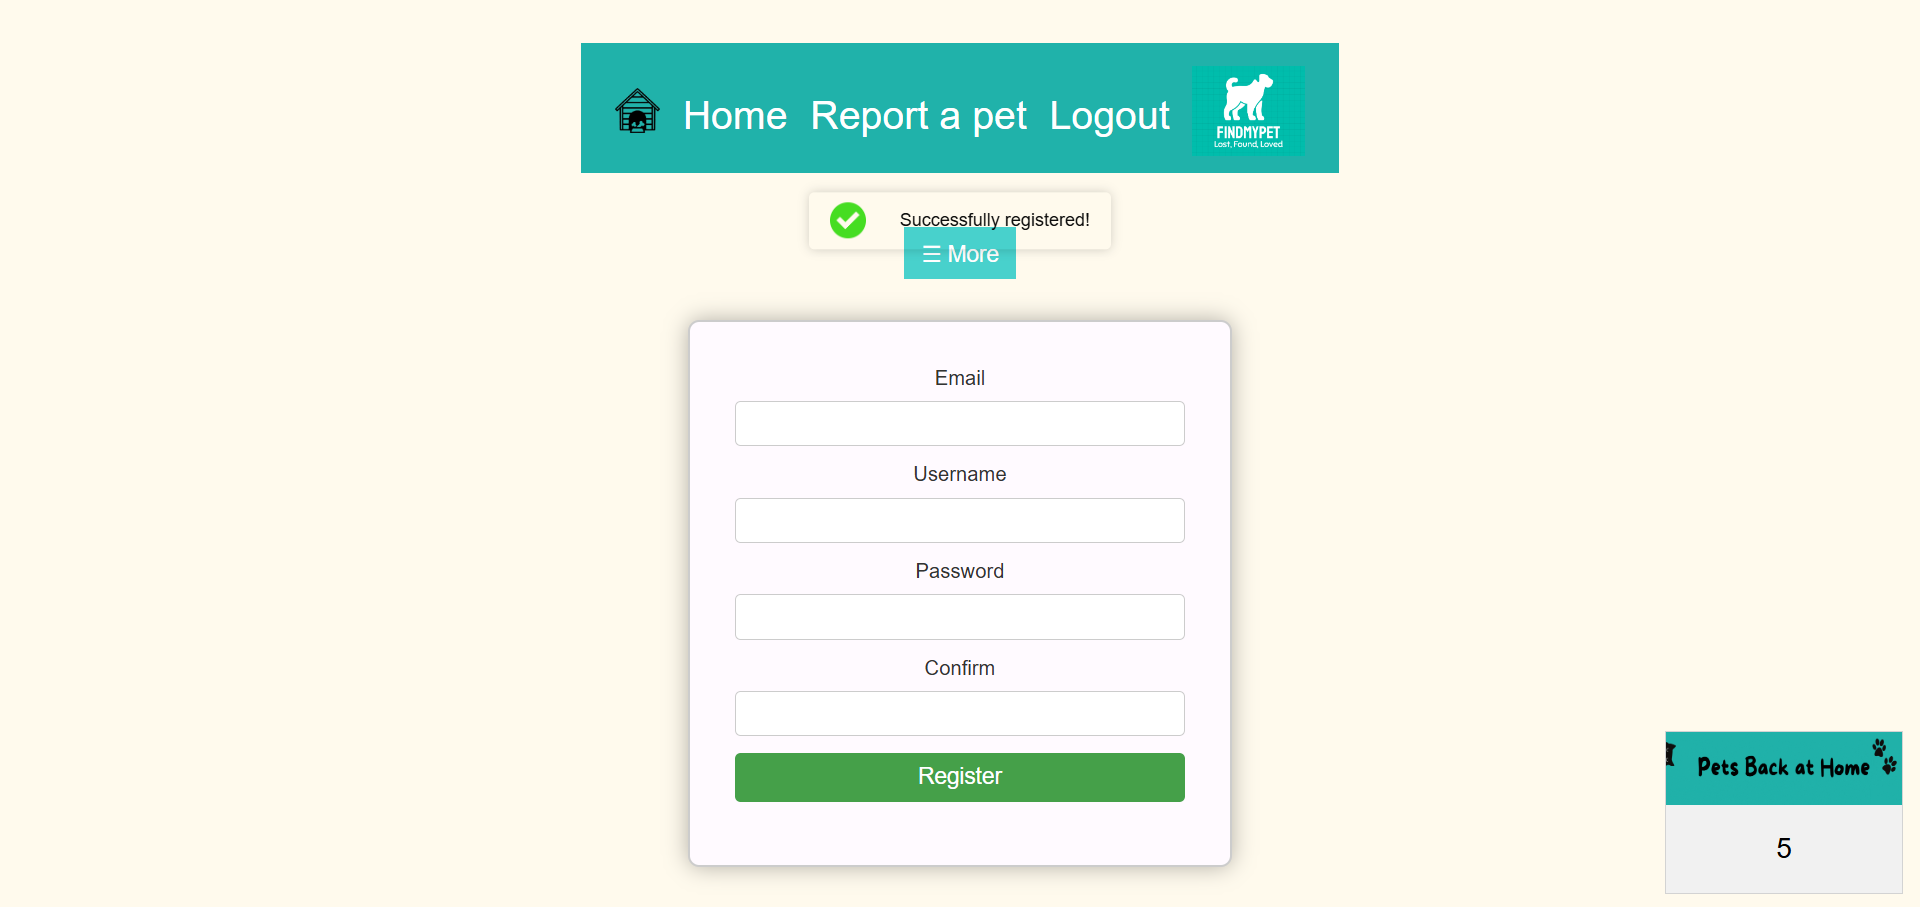 Home Report a pet Logout
FINDMYPET
Lost, Found, Loved
Successfully registered!
☰ More
Email
Username
Password
Confirm
Register
Pets Back at Home
5